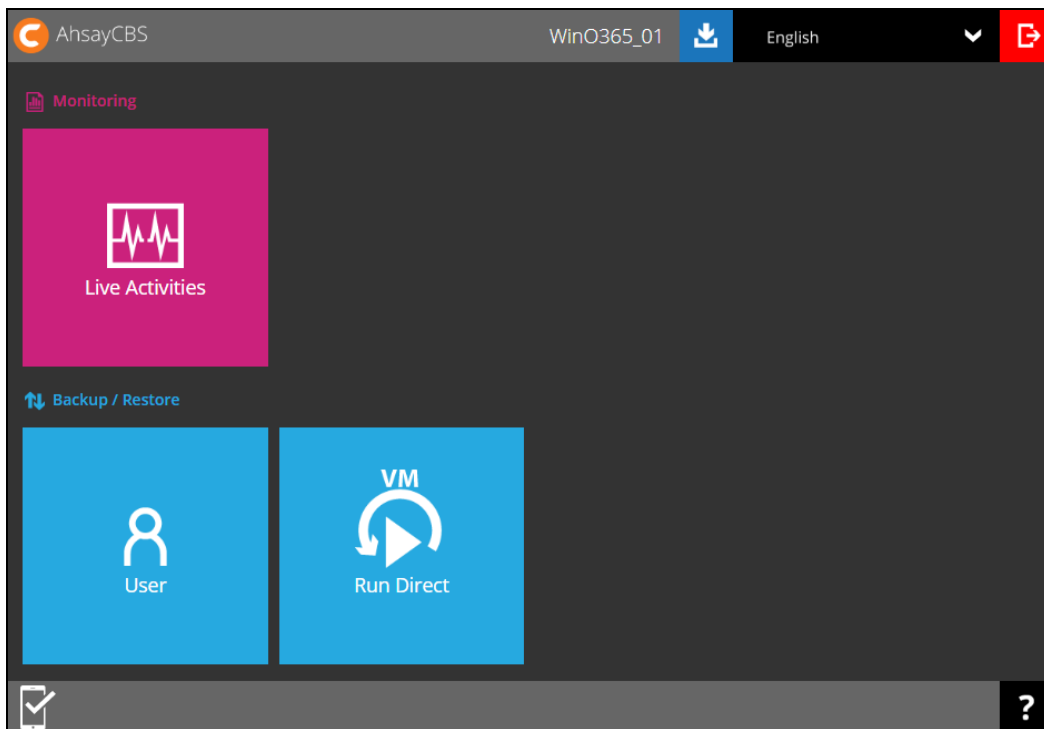 AhsayCBS
WinO365_01
English
Monitoring
Live Activities
Backup / Restore
User
VM
Run Direct
?